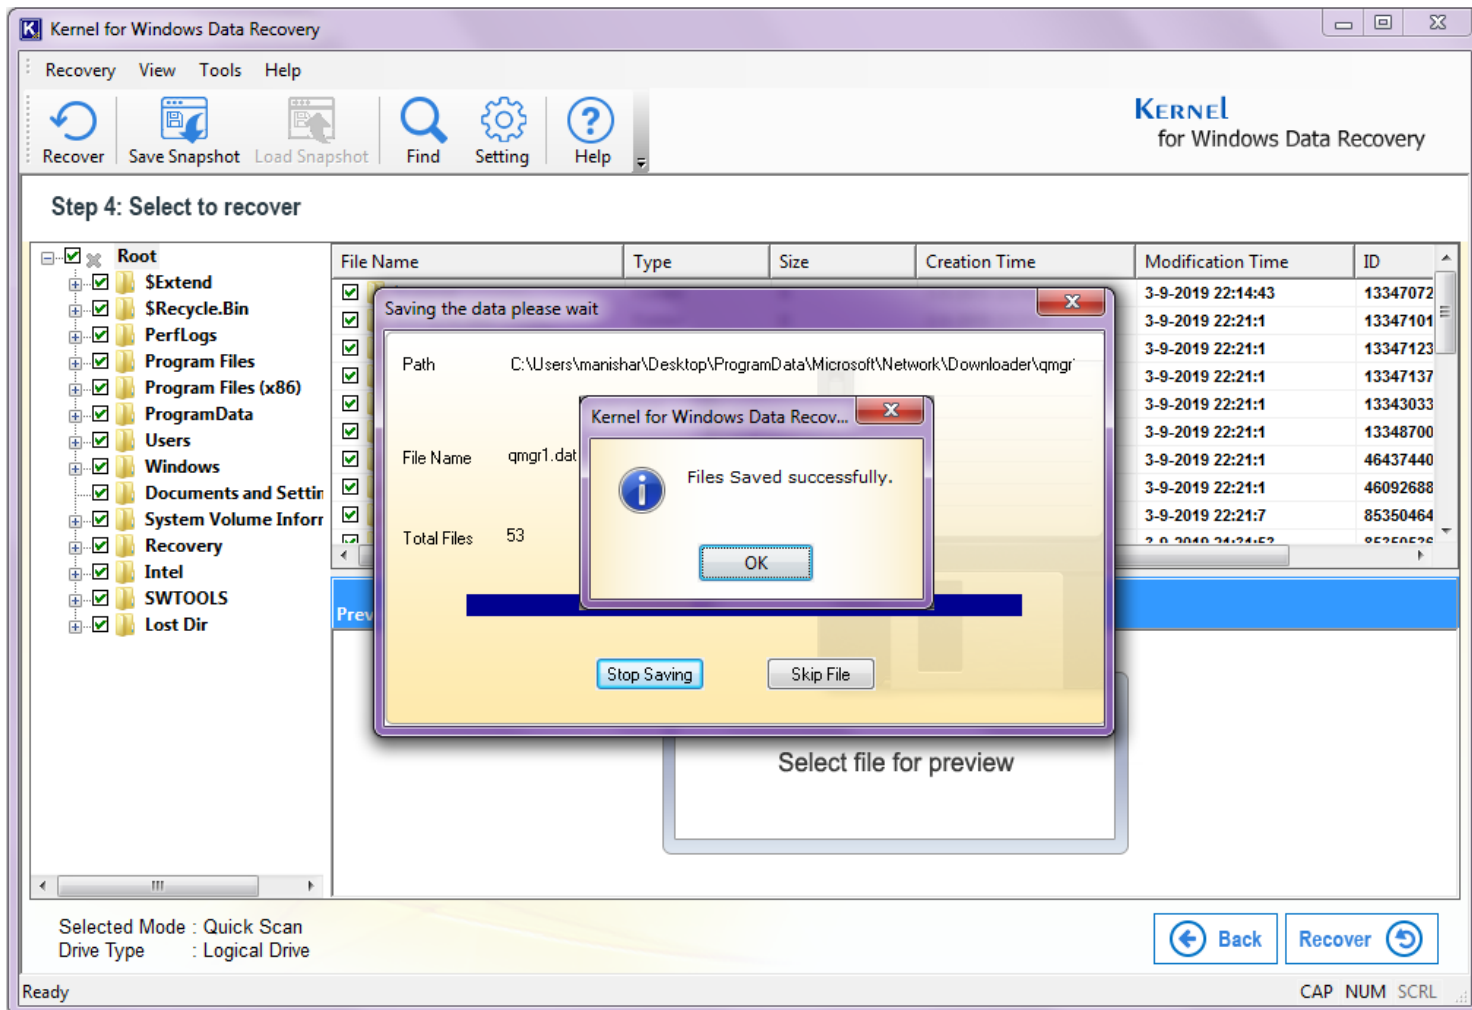 Kernel for Windows Data Recovery
Recovery View Tools Help
Recover Save Snapshot Load Snapshot Find Setting Help
KERNEL
for Windows Data Recovery
Step 4: Select to recover
Root
$Extend
$Recycle.Bin
PerfLogs
Program Files
Program Files (x86)
ProgramData
Users
Windows
Documents and Settin
System Volume Inforr
Recovery
Intel
SWTOOLS
Lost Dir
File Name Type Size Creation Time Modification Time ID
3-9-2019 22:14:43 13347072
3-9-2019 22:21:1 13347101
3-9-2019 22:21:1 13347123
3-9-2019 22:21:1 13347137
3-9-2019 22:21:1 13343033
3-9-2019 22:21:1 13348700
3-9-2019 22:21:1 46437440
3-9-2019 22:21:1 46092688
3-9-2019 22:21:7 85350464
Saving the data please wait
Path C:\Users\manishar\Desktop\ProgramData\Microsoft\Network\Downloader\qmgr
File Name qmgr1.dat
Total Files 53
Kernel for Windows Data Recov...
Files Saved successfully.
OK
Stop Saving Skip File
Prev
Select file for preview
Selected Mode : Quick Scan
Drive Type : Logical Drive
Back Recover
Ready
CAP NUM SCRL